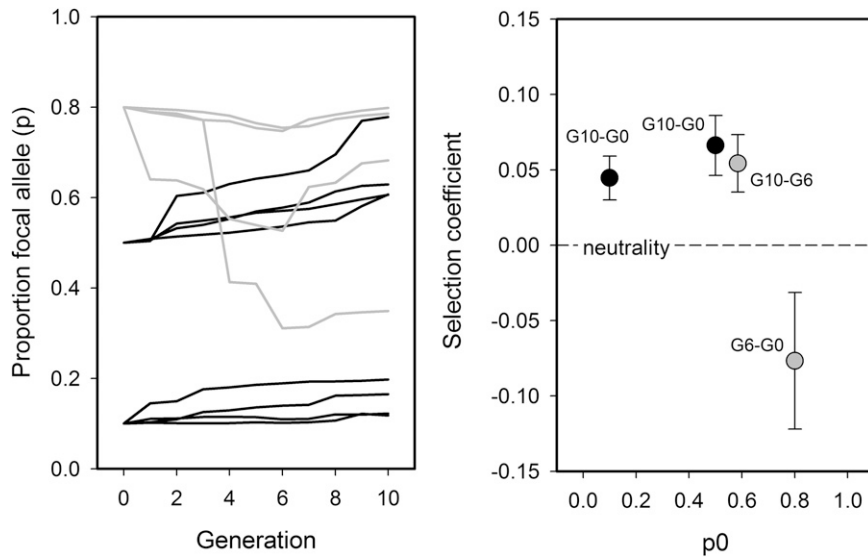 1.0
0.8
0.6
0.4
0.2
0.0
Proportion focal allele (p)
0 2 4 6 8 10
Generation
0.15
0.10
0.05
0.00
-0.05
-0.10
-0.15
Selection coefficient
G10-G0
G10-G0
G10-G6
neutrality
G6-G0
0.0 0.2 0.4 0.6 0.8 1.0
p0